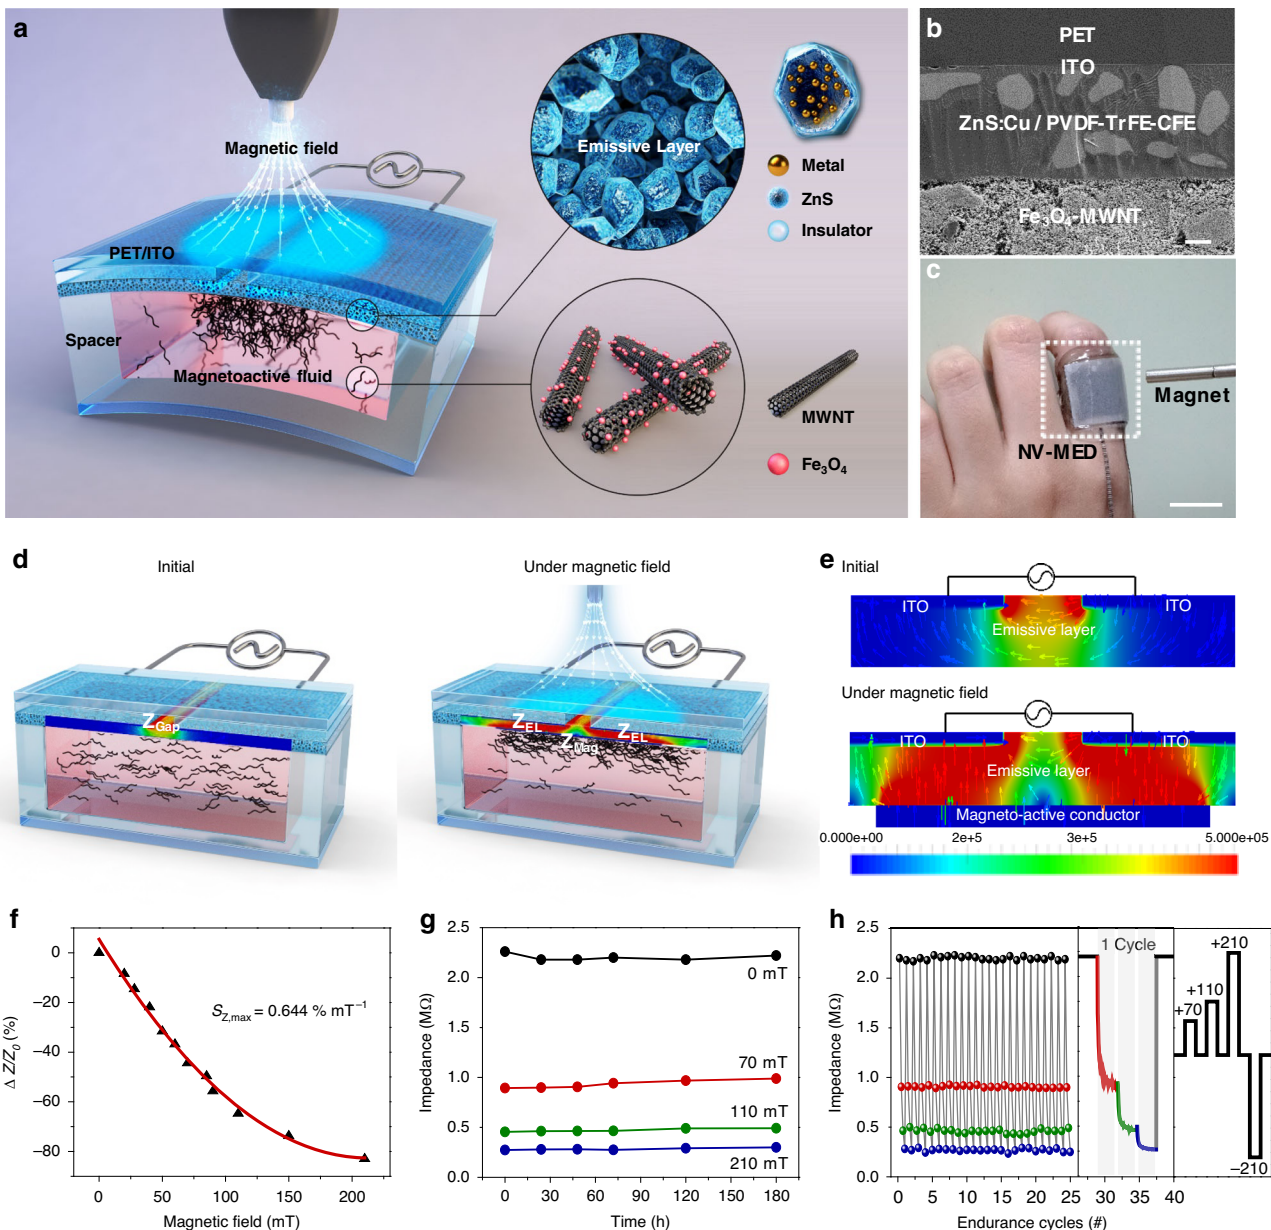 a
Magnetic field
PET/ITO
Spacer
Magnetoactive fluid
Emissive Layer
Metal
ZnS
Insulator
MWNT
Fe₃O₄
b
PET
ITO
ZnS:Cu / PVDF-TrFE-CFE
Fe₃O₄-MWNT
c
Magnet
NV-MED
d
Initial
Z_Gap
Under magnetic field
Z_EL
Z_Mag
Z_EL
e
Initial
ITO
ITO
Emissive layer
Under magnetic field
ITO
ITO
Emissive layer
Magneto-active conductor
0.000e+00 2e+5 3e+5 5.000e+05
f
0
−20
−40
−60
−80
Δ Z/Z₀ (%)
S_Z,max = 0.644 % mT⁻¹
0 50 100 150 200
Magnetic field (mT)
g
2.5
2.0
1.5
1.0
0.5
0.0
Impedance (MΩ)
0 mT
70 mT
110 mT
210 mT
0 30 60 90 120 150 180
Time (h)
h
2.5
2.0
1.5
1.0
0.5
0.0
Impedance (MΩ)
1 Cycle
+210
+110
+70
−210
0 5 10 15 20 25 30 35 40
Endurance cycles (#)